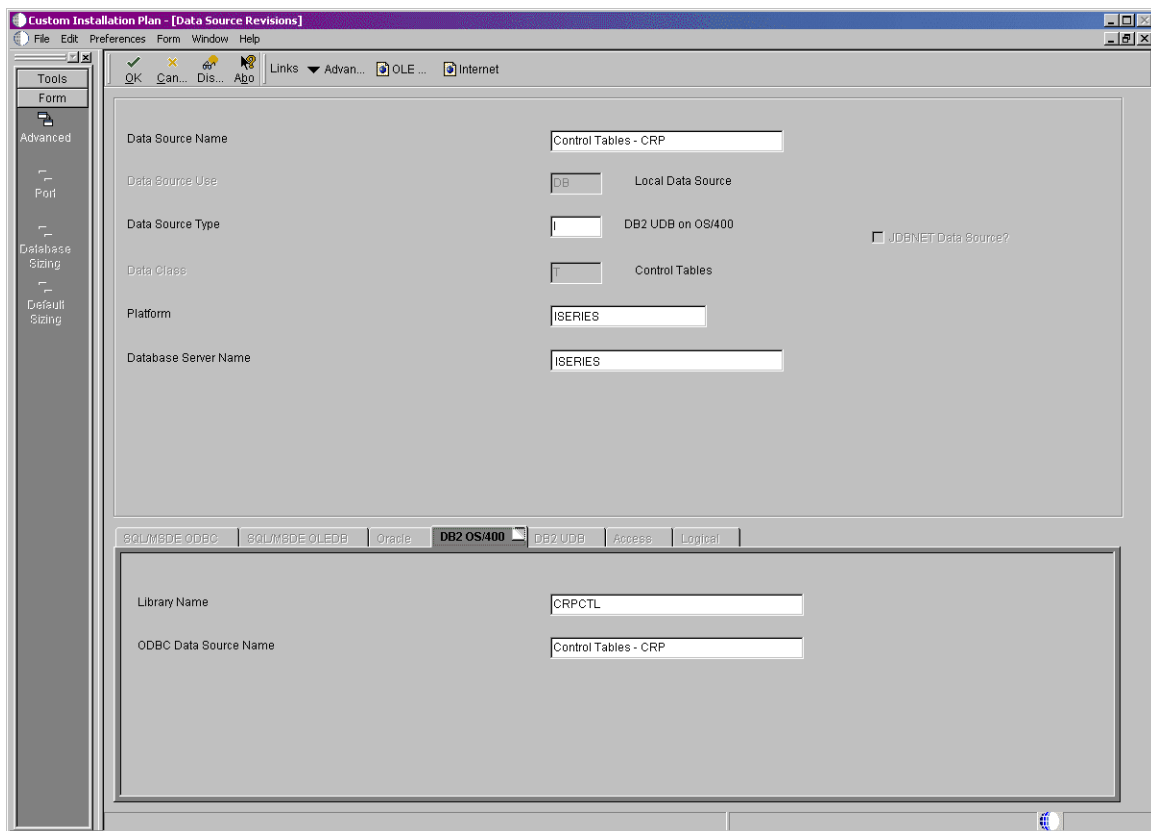 Custom Installation Plan - [Data Source Revisions]
File Edit Preferences Form Window Help
Tools
Form
Advanced
Port
Database
Sizing
Default
Sizing
OK Can... Dis... Abo Links Advan... OLE ... Internet
Data Source Name Control Tables - CRP
Data Source Use DB Local Data Source
Data Source Type I DB2 UDB on OS/400
JDBNET Data Source?
Data Class T Control Tables
Platform ISERIES
Database Server Name ISERIES
SQL/MSDE ODBC SQL/MSDE OLEDB Oracle DB2 OS/400 DB2 UDB Access Logical
Library Name CRPCTL
ODBC Data Source Name Control Tables - CRP